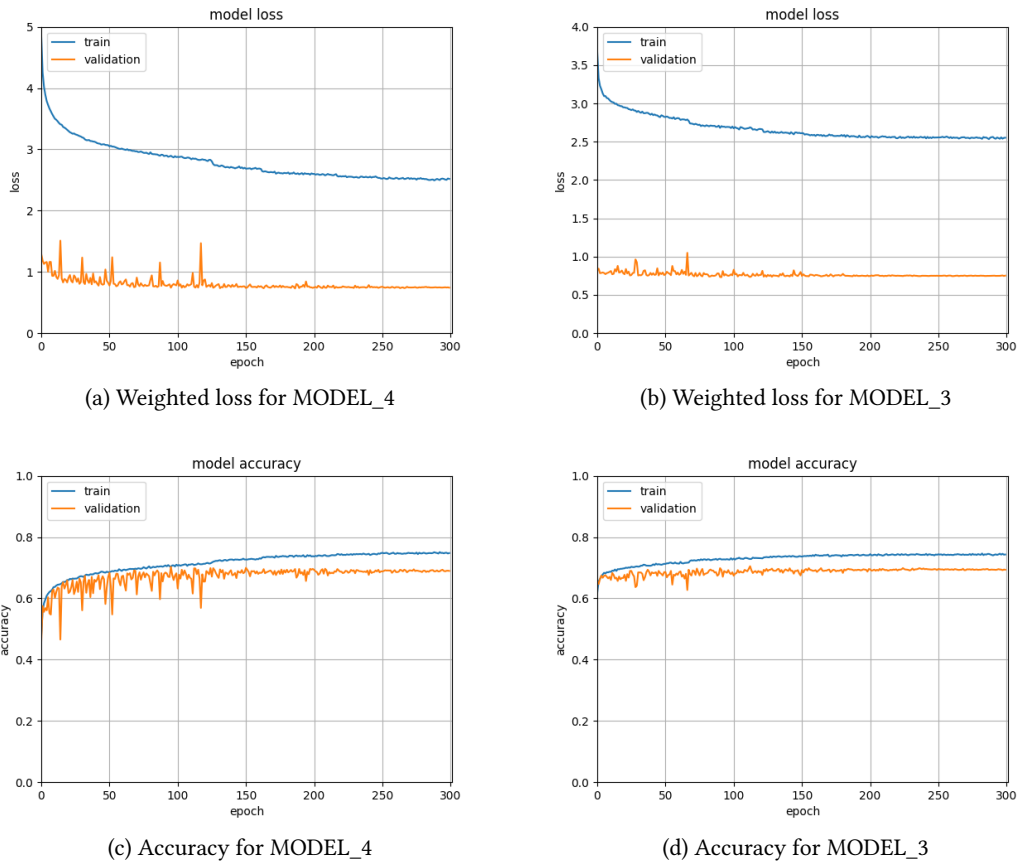 model loss
train
validation
5
4
3
2
1
0
loss
0 50 100 150 200 250 300
epoch
(a) Weighted loss for MODEL_4
model loss
train
validation
4.0
3.5
3.0
2.5
2.0
1.5
1.0
0.5
0.0
loss
0 50 100 150 200 250 300
epoch
(b) Weighted loss for MODEL_3
model accuracy
train
validation
1.0
0.8
0.6
0.4
0.2
0.0
accuracy
0 50 100 150 200 250 300
epoch
(c) Accuracy for MODEL_4
model accuracy
train
validation
1.0
0.8
0.6
0.4
0.2
0.0
accuracy
0 50 100 150 200 250 300
epoch
(d) Accuracy for MODEL_3